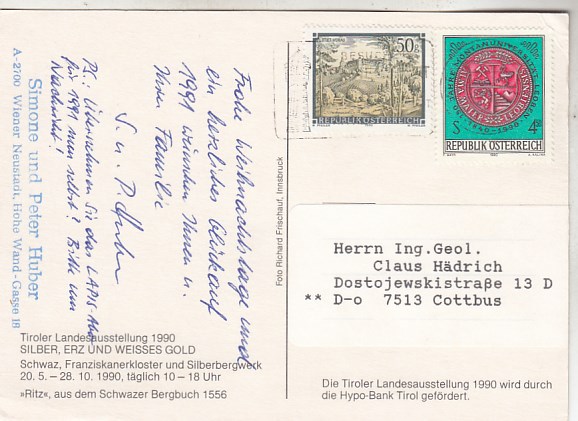 Simone und Peter Huber
A-2700 Wiener Neustadt, Hohe Wand-Gasse 18
Frohe Weihnachtstage und
ein herzliches Glückauf
1991 wünschen Ihnen u.
Ihrer Familie
S. u. P. Huber
PS: Übernehmen Sie das LAPIS-Abo
für 1991 nun selbst? Bitte um
Nachricht!
Tiroler Landesausstellung 1990
SILBER, ERZ UND WEISSES GOLD
Schwaz, Franziskanerkloster und Silberbergwerk
20. 5. – 28. 10. 1990, täglich 10 – 18 Uhr
»Ritz«, aus dem Schwazer Bergbuch 1556
Foto Richard Frischauf, Innsbruck
50g
REPUBLIK ÖSTERREICH
S 450
REPUBLIK ÖSTERREICH
Herrn Ing.Geol.
Claus Hädrich
Dostojewskistraße 13 D
** D-o 7513 Cottbus
Die Tiroler Landesausstellung 1990 wird durch
die Hypo-Bank Tirol gefördert.